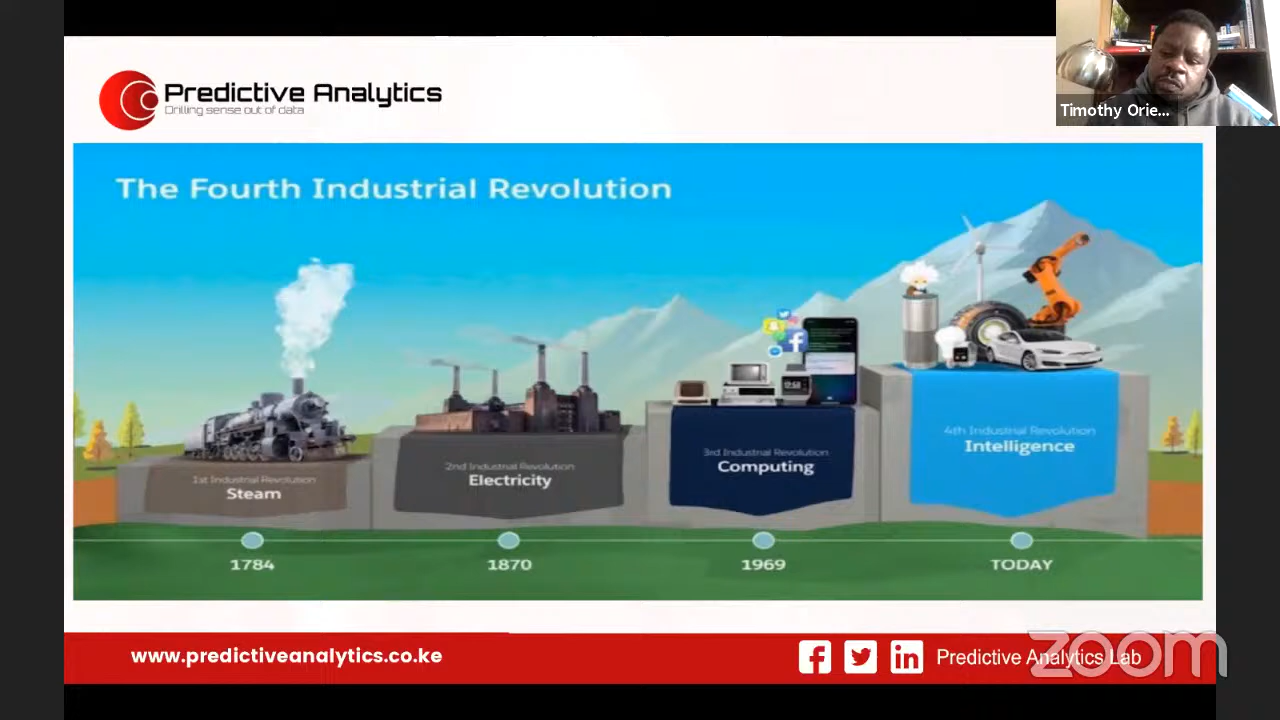 Predictive Analytics
Drilling sense out of data
Timothy Orie...
The Fourth Industrial Revolution
1st Industrial Revolution
Steam
2nd Industrial Revolution
Electricity
3rd Industrial Revolution
Computing
4th Industrial Revolution
Intelligence
1784
1870
1969
TODAY
www.predictiveanalytics.co.ke
Predictive Analytics Lab
zoom